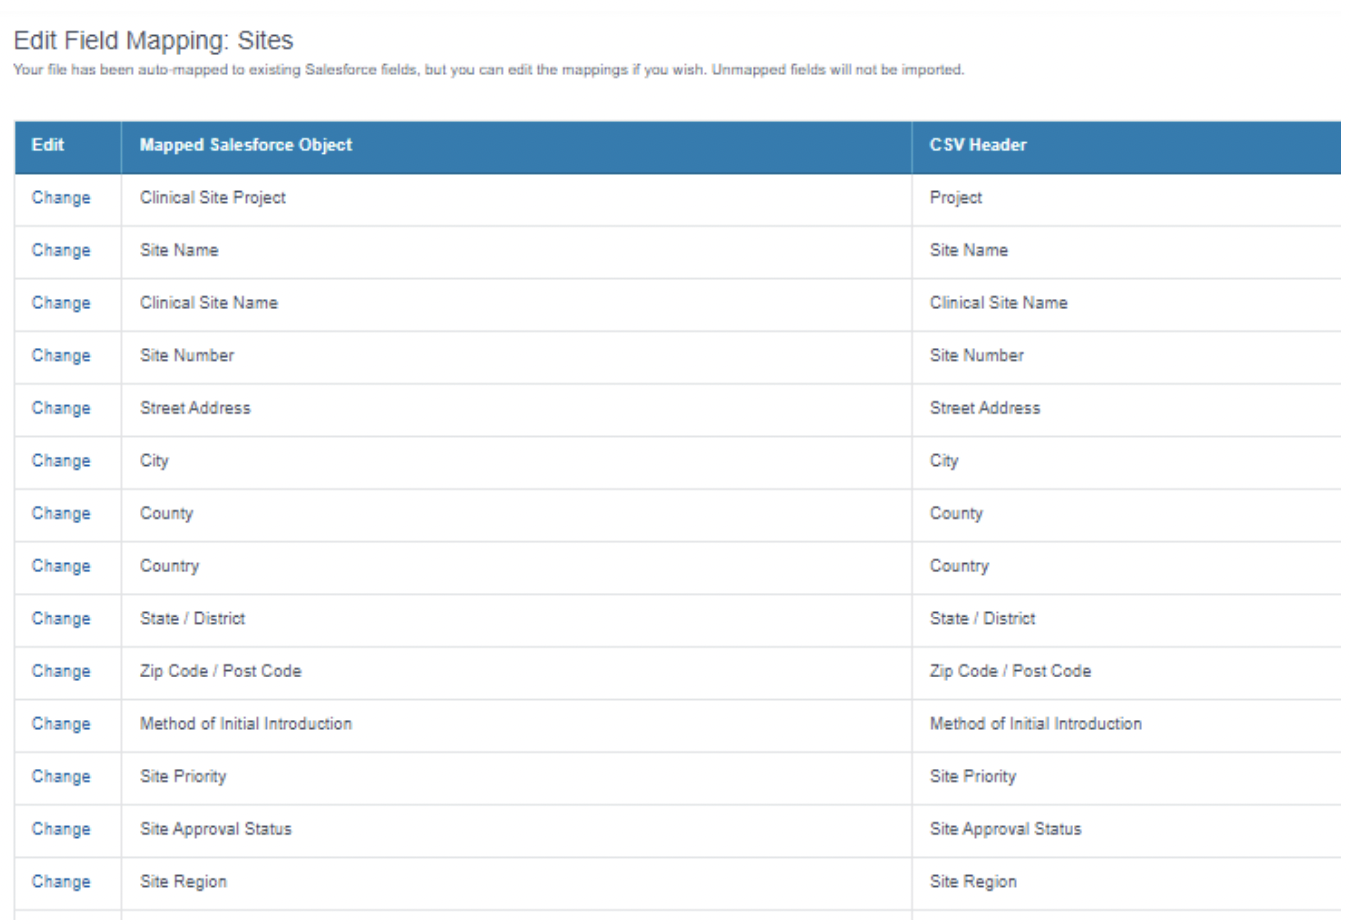 Edit Field Mapping: Sites
Your file has been auto-mapped to existing Salesforce fields, but you can edit the mappings if you wish. Unmapped fields will not be imported.
Edit Mapped Salesforce Object CSV Header
Change Clinical Site Project Project
Change Site Name Site Name
Change Clinical Site Name Clinical Site Name
Change Site Number Site Number
Change Street Address Street Address
Change City City
Change County County
Change Country Country
Change State / District State / District
Change Zip Code / Post Code Zip Code / Post Code
Change Method of Initial Introduction Method of Initial Introduction
Change Site Priority Site Priority
Change Site Approval Status Site Approval Status
Change Site Region Site Region